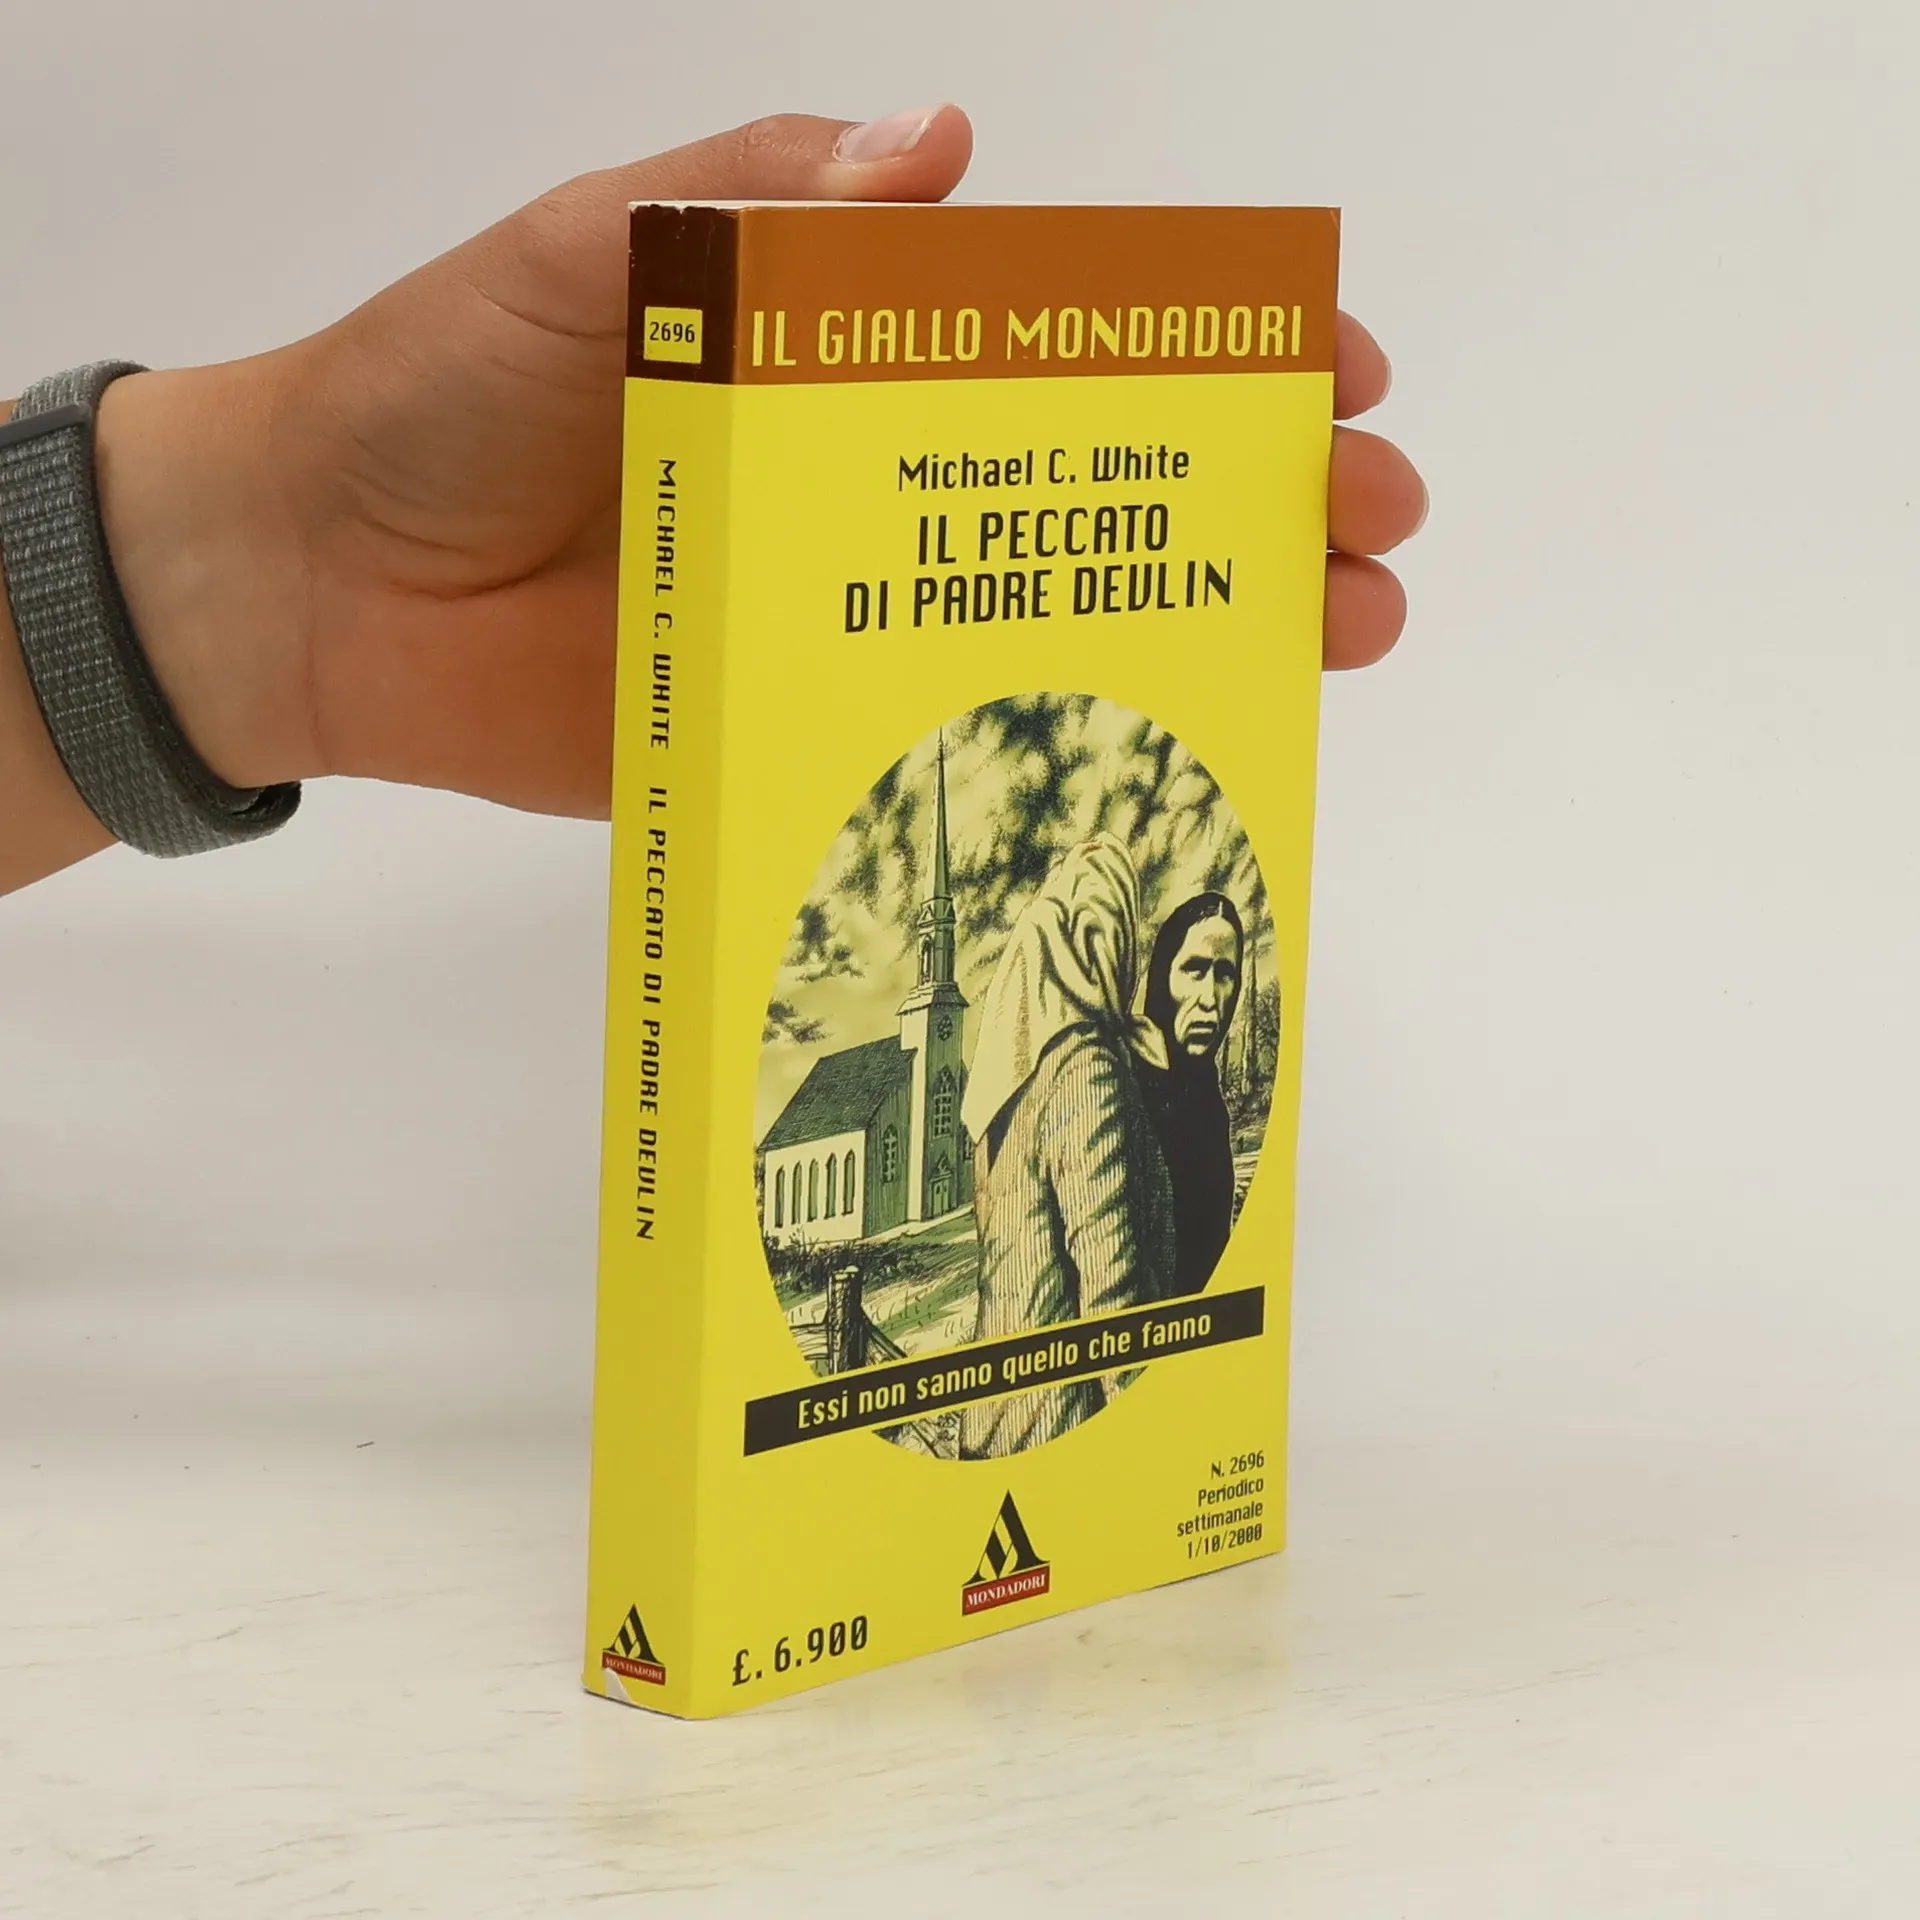 2696
IL GIALLO MONDADORI
Michael C. White
IL PECCATO
DI PADRE DEVLIN
MICHAEL C. WHITE IL PECCATO DI PADRE DEVLIN
Essi non sanno quello che fanno
N. 2696
Periodico
settimanale
1/10/2000
MONDADORI
£. 6.900
MONDADORI